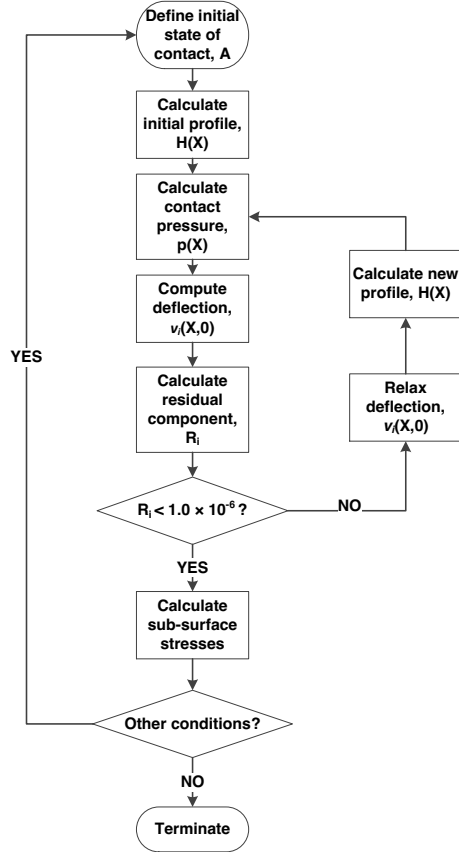 Define initial
state of
contact, A
Calculate
initial profile,
H(X)
Calculate
contact
pressure,
p(X)
Calculate new
profile, H(X)
Compute
deflection,
vᵢ(X,0)
YES
Calculate
residual
component,
Rᵢ
Relax
deflection,
vᵢ(X,0)
Rᵢ < 1.0 × 10⁻⁶ ?
NO
YES
Calculate
sub-surface
stresses
Other conditions?
NO
Terminate